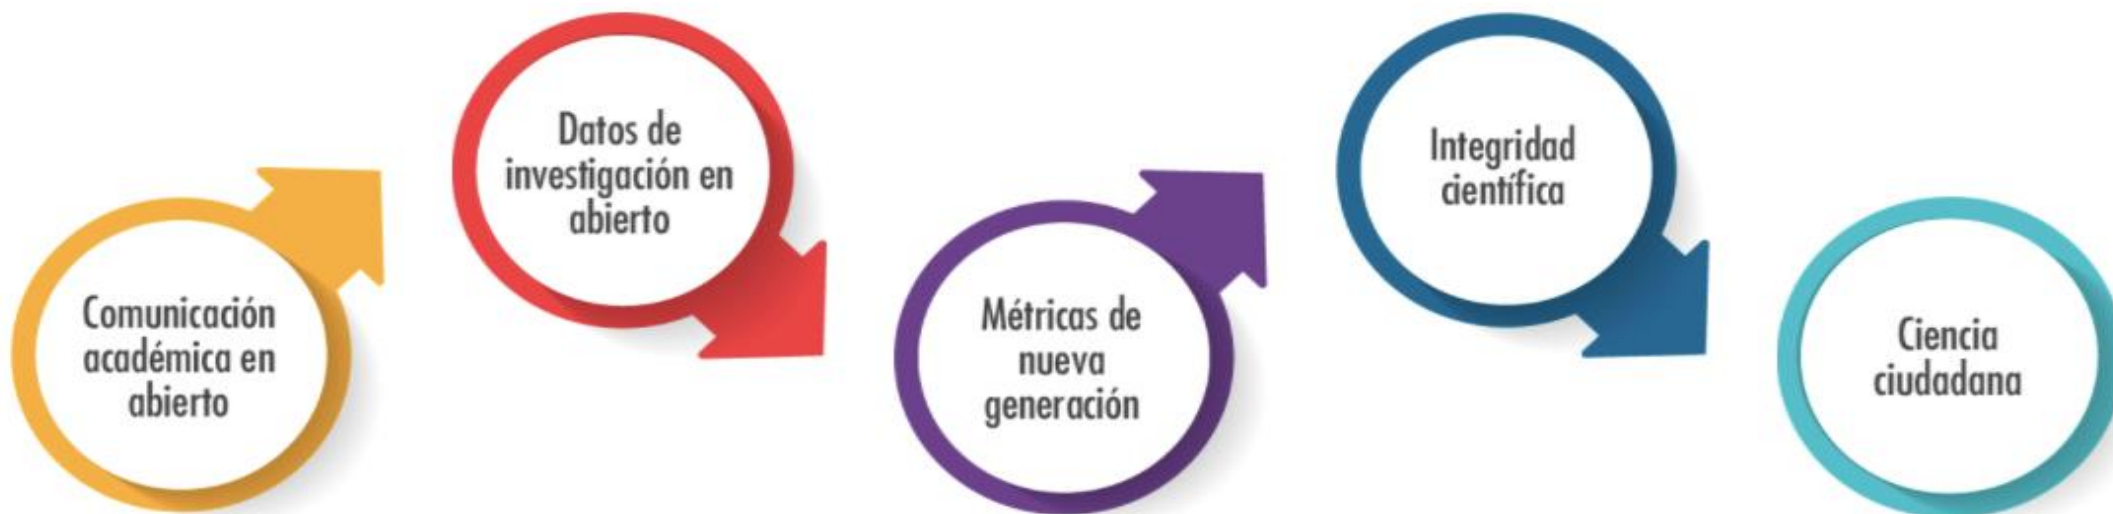 Comunicación
académica en
abierto
Datos de
investigación en
abierto
Métricas de
nueva
generación
Integridad
científica
Ciencia
ciudadana